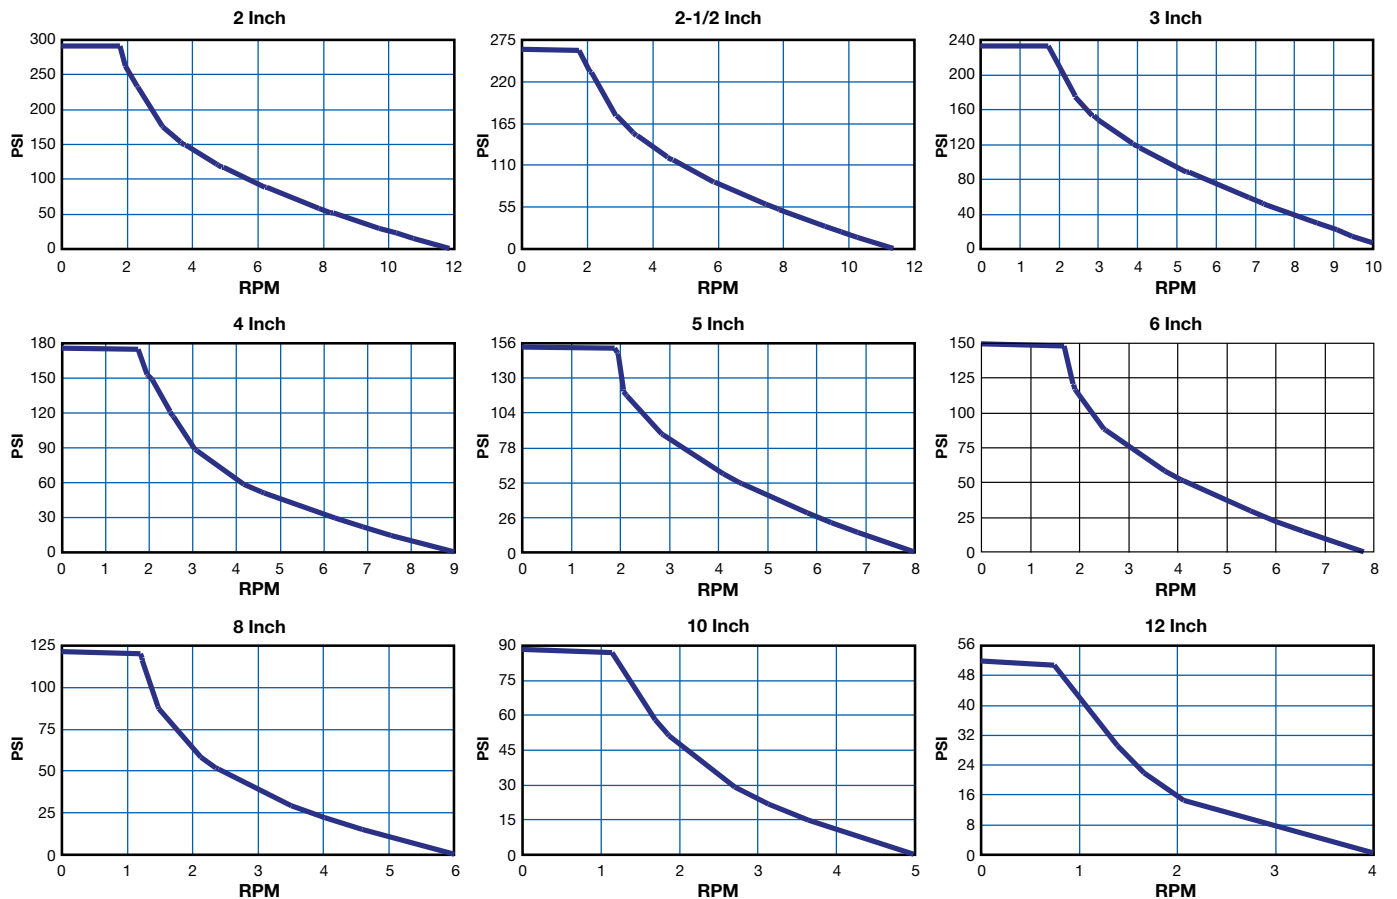 2 Inch
300
250
200
150
100
50
0
PSI
0 2 4 6 8 10 12
RPM
2-1/2 Inch
275
220
165
110
55
0
PSI
0 2 4 6 8 10 12
RPM
3 Inch
240
200
160
120
80
40
0
PSI
0 1 2 3 4 5 6 7 8 9 10
RPM
4 Inch
180
150
120
90
60
30
0
PSI
0 1 2 3 4 5 6 7 8 9
RPM
5 Inch
156
130
104
78
52
26
0
PSI
0 1 2 3 4 5 6 7 8
RPM
6 Inch
150
125
100
75
50
25
0
PSI
0 1 2 3 4 5 6 7 8
RPM
8 Inch
125
100
75
50
25
0
PSI
0 1 2 3 4 5 6
RPM
10 Inch
90
75
60
45
30
15
0
PSI
0 1 2 3 4 5
RPM
12 Inch
56
48
40
32
24
16
8
0
PSI
0 1 2 3 4
RPM